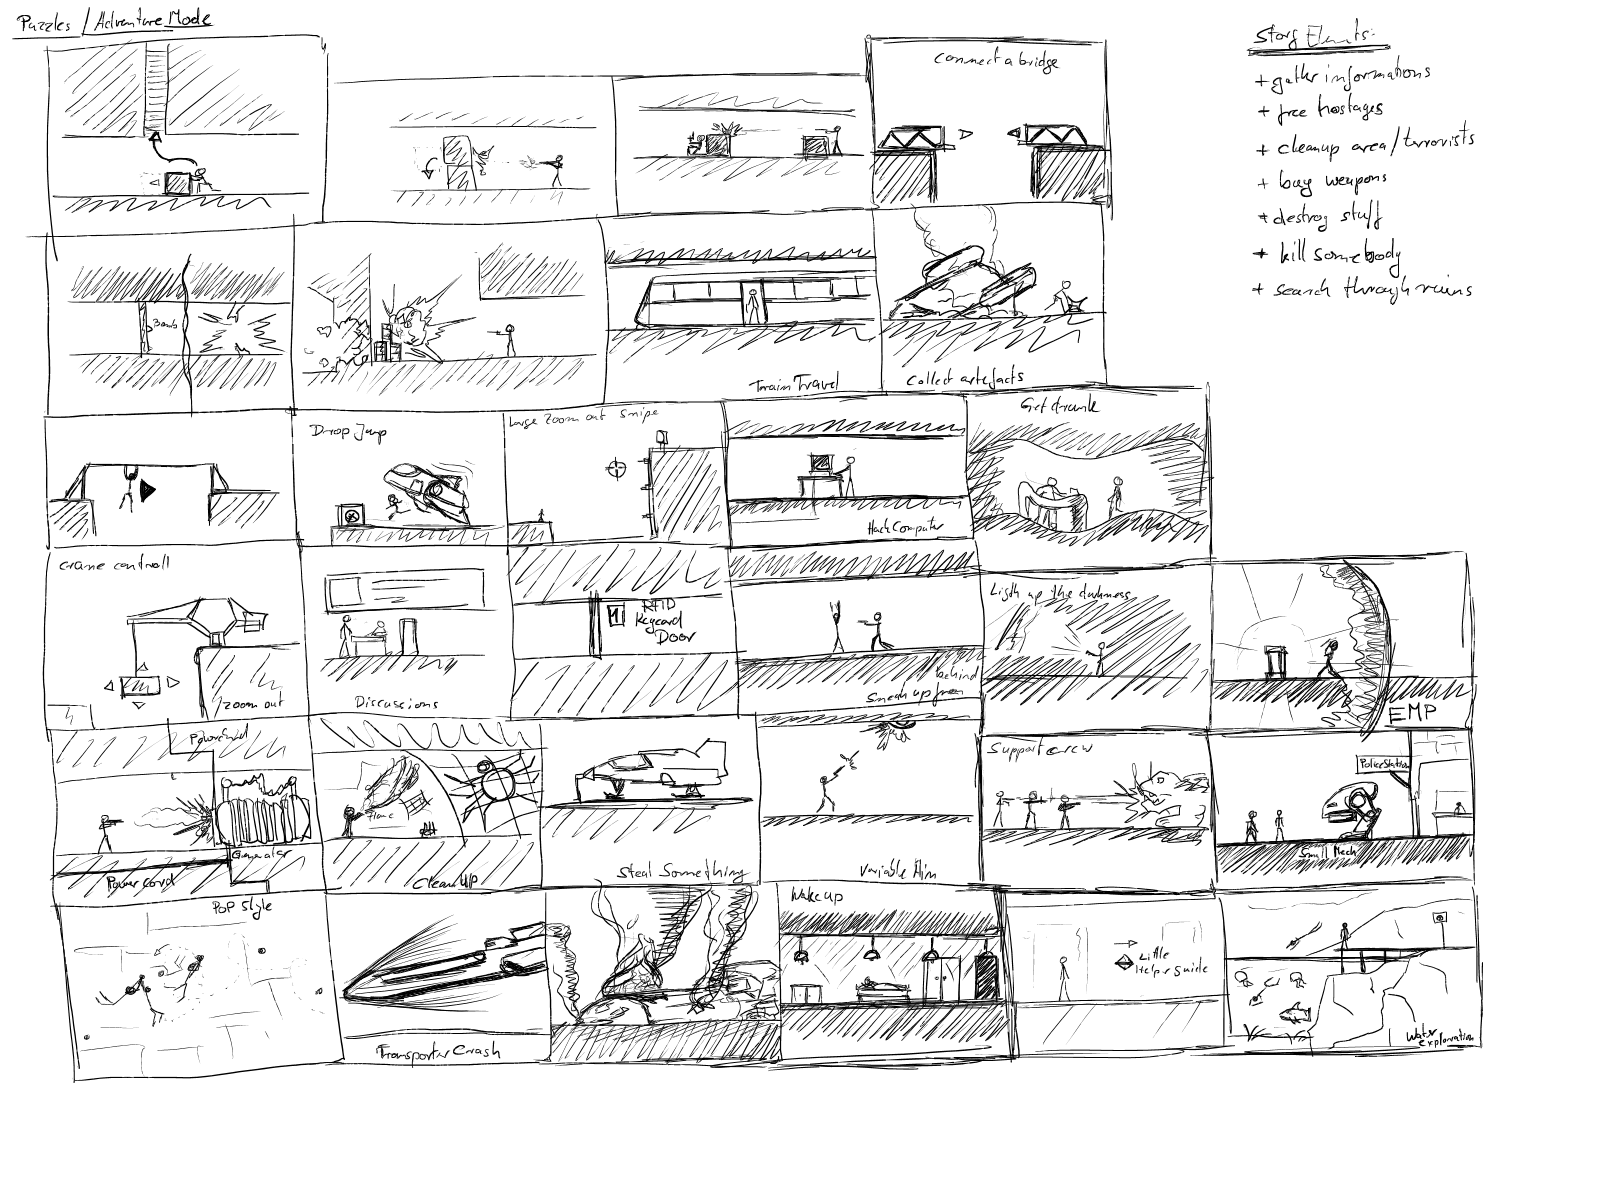 Puzzles / Adventure Mode
Connect a bridge
Story Elements:
+ gather informations
+ free hostages
+ cleanup area/terrorists
+ buy weapons
+ destroy stuff
+ kill somebody
+ search through ruins
Bomb
Train Travel
Collect artefacts
Drop Jump
Large Zoom out Snipe
Hack Computer
Get drunk
Crane controll
zoom out
Discussions
RFID
Keycard
Door
behind
Sneak up from
Ligth up the darkness
EMP
Generator
Power cord
Flame
Clean UP
Steal Something
Variable Aim
Support crew
Police Station
Small Mech
POP Style
Transporter Crash
Wake up
Little
Helper Guide
Water
exploration